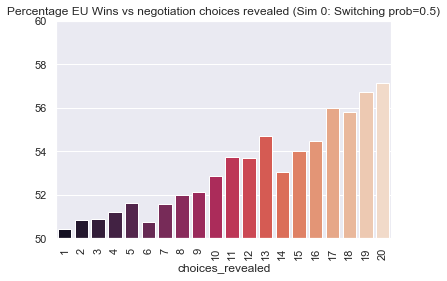 Percentage EU Wins vs negotiation choices revealed (Sim 0: Switching prob=0.5)
60
58
56
54
52
50
1 2 3 4 5 6 7 8 9 10 11 12 13 14 15 16 17 18 19 20
choices_revealed